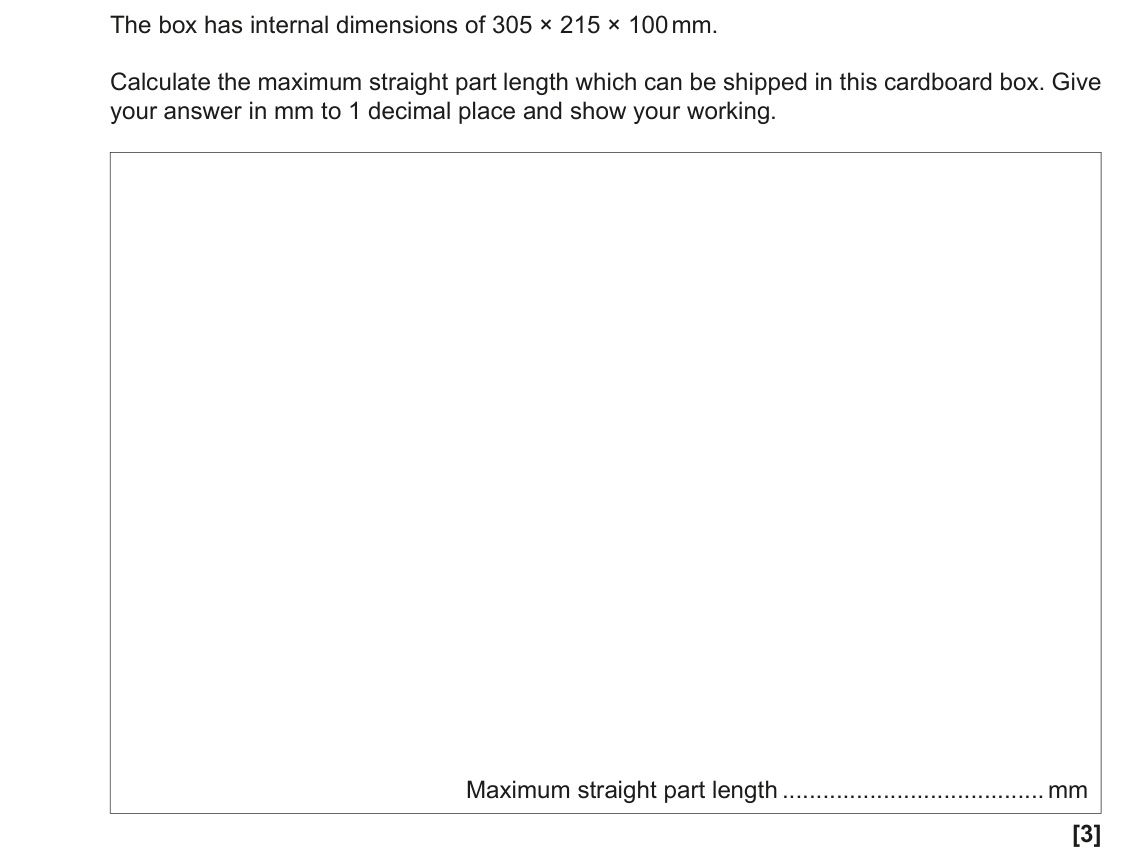 The box has internal dimensions of 305 × 215 × 100 mm.
Calculate the maximum straight part length which can be shipped in this cardboard box. Give
your answer in mm to 1 decimal place and show your working.
Maximum straight part length ....................................... mm
[3]